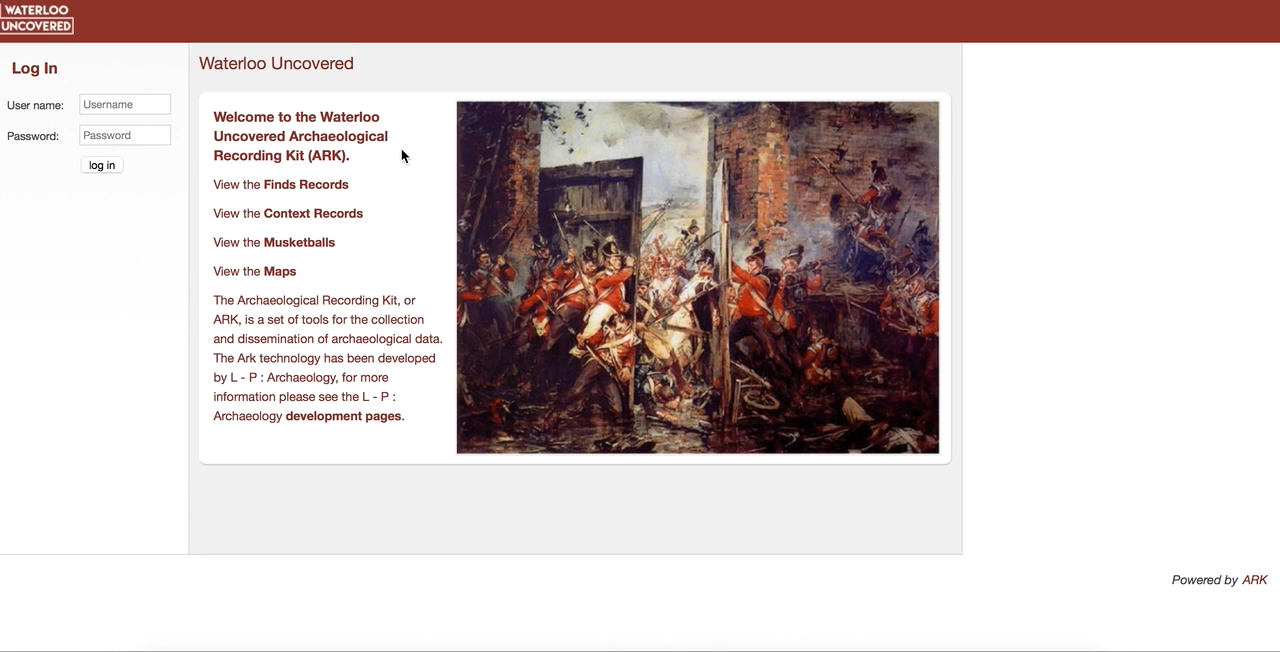 WATERLOO
UNCOVERED
Log In
User name: Username
Password: Password
log in
Waterloo Uncovered
Welcome to the Waterloo
Uncovered Archaeological
Recording Kit (ARK).
View the Finds Records
View the Context Records
View the Musketballs
View the Maps
The Archaeological Recording Kit, or
ARK, is a set of tools for the collection
and dissemination of archaeological data.
The Ark technology has been developed
by L - P : Archaeology, for more
information please see the L - P :
Archaeology development pages.
Powered by ARK